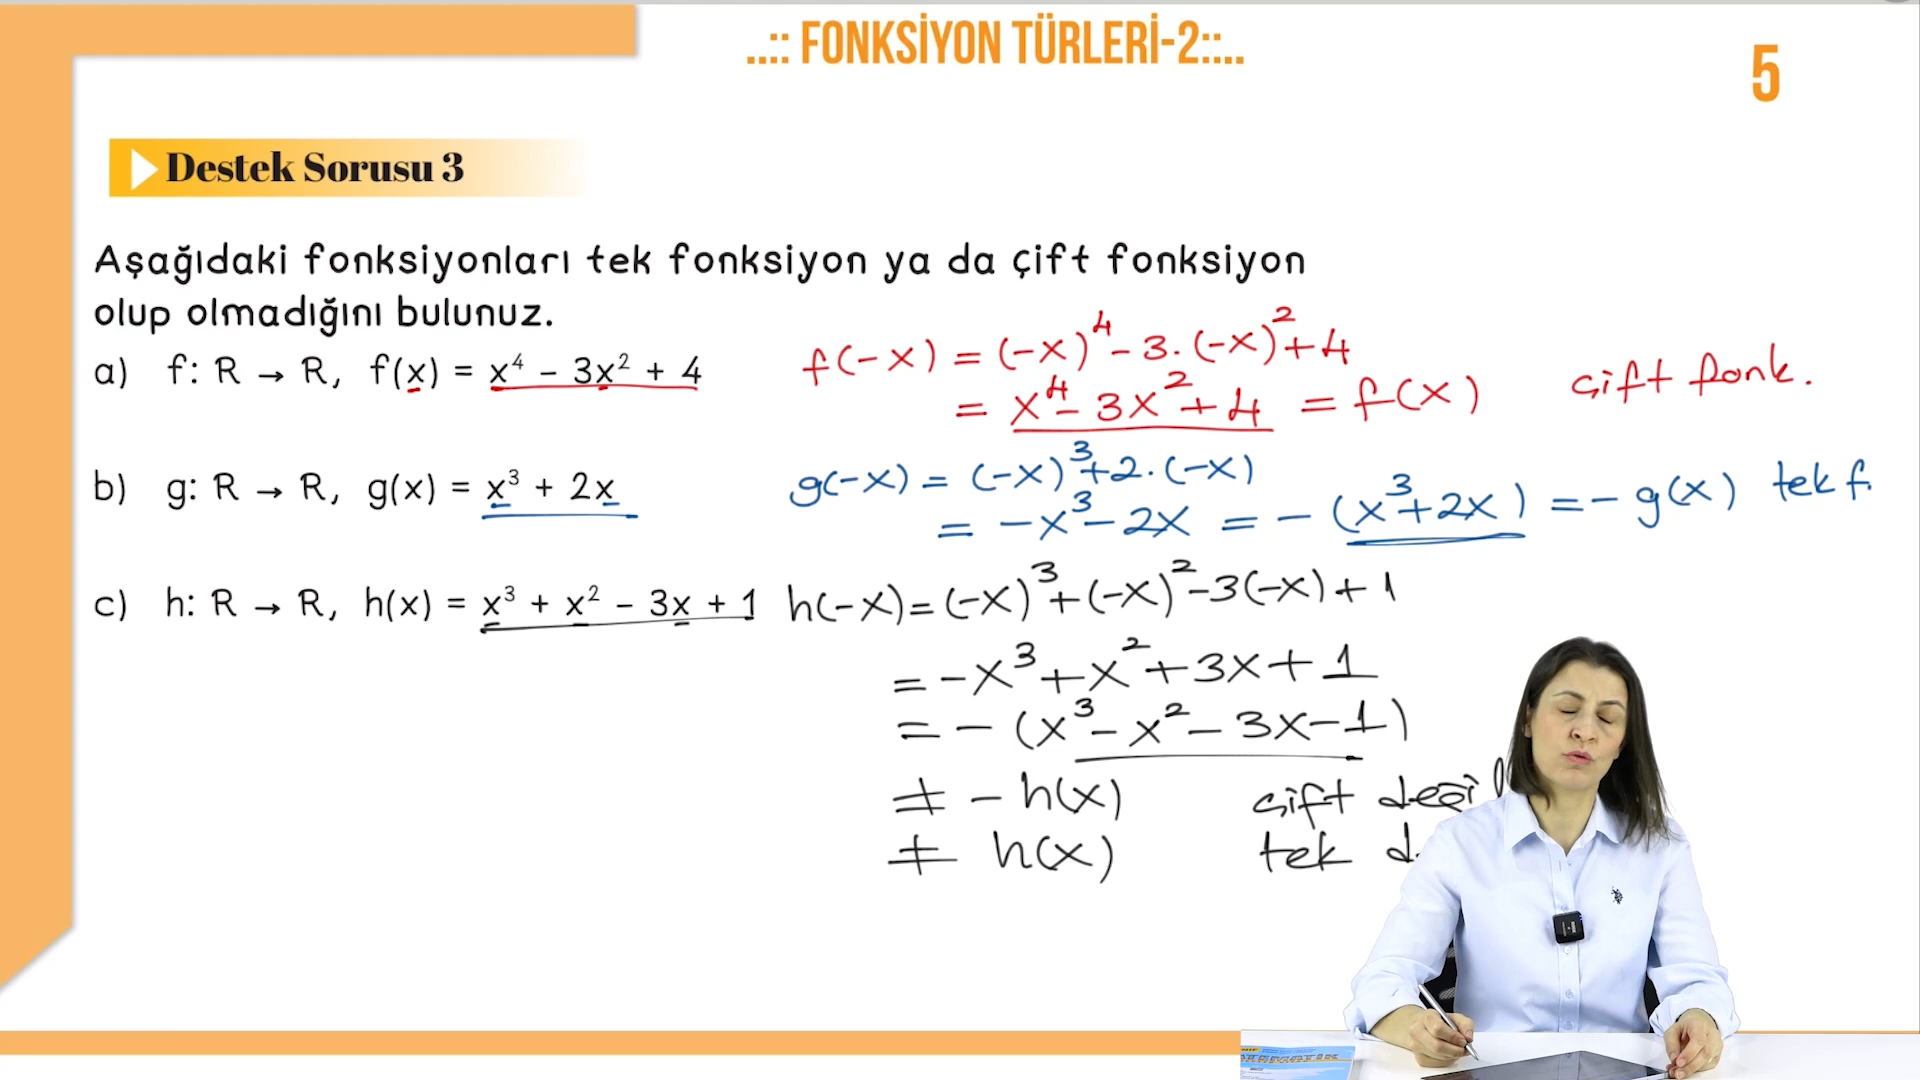 ..:: FONKSİYON TÜRLERİ-2::..
5
Destek Sorusu 3
Aşağıdaki fonksiyonları tek fonksiyon ya da çift fonksiyon
olup olmadığını bulunuz.
a) f: R → R, f(x) = x⁴ – 3x² + 4
f(-x) = (-x)⁴ - 3.(-x)² + 4
= x⁴ - 3x² + 4 = f(x) çift fonk.
b) g: R → R, g(x) = x³ + 2x
g(-x) = (-x)³ + 2.(-x)
= -x³ - 2x = - (x³ + 2x) = - g(x) tek f.
c) h: R → R, h(x) = x³ + x² – 3x + 1
h(-x) = (-x)³ + (-x)² - 3(-x) + 1
= -x³ + x² + 3x + 1
= - (x³ - x² - 3x - 1)
≠ - h(x) çift değil
≠ h(x) tek d.
MATEMATİK